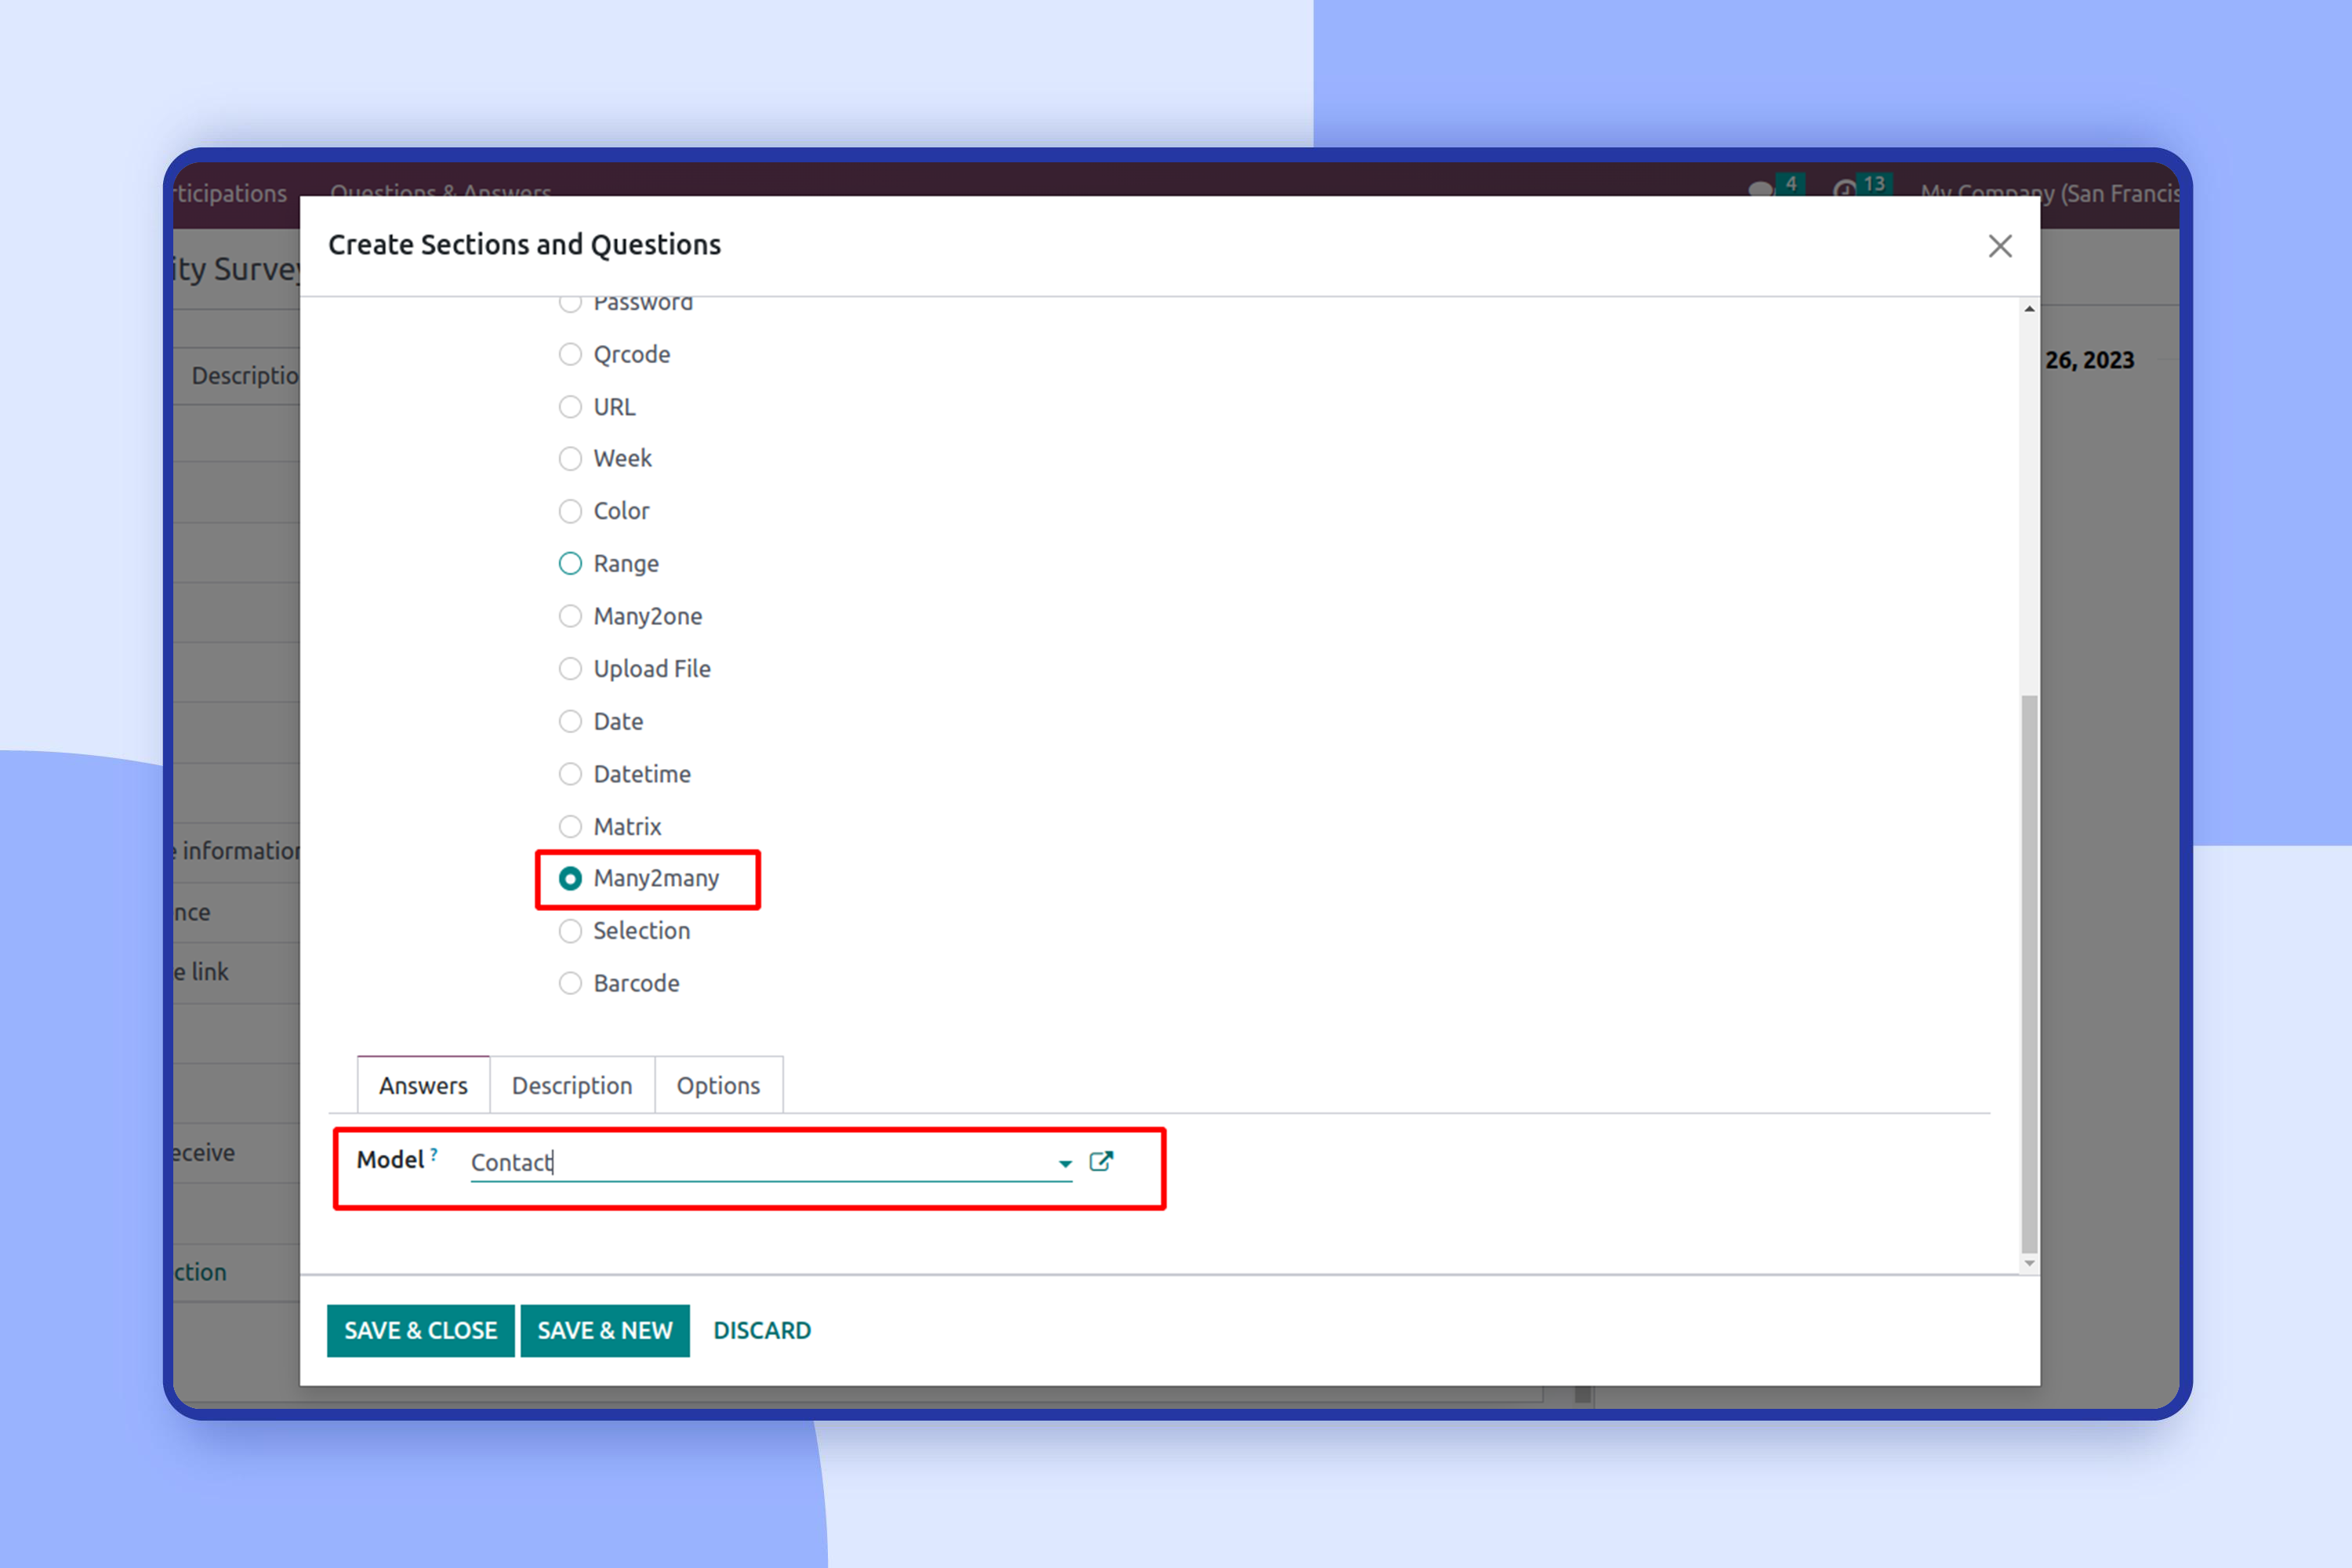 rticipations Questions & Answers 4 13 My Company (San Francis
ity Survey
Create Sections and Questions
Password
Qrcode
26, 2023
Descriptio
URL
Week
Color
Range
Many2one
Upload File
Date
Datetime
Matrix
e information
Many2many
nce
Selection
e link
Barcode
Answers Description Options
eceive
Model ? Contact
ction
SAVE & CLOSE SAVE & NEW DISCARD